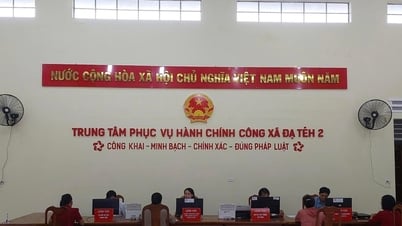 NƯỚC CỘNG HÒA XÃ HỘI CHỦ NGHĨA VIỆT NAM MUÔN NĂM
TRUNG TÂM PHỤC VỤ HÀNH CHÍNH CÔNG XÃ ĐẠ TẺH 2
CÔNG KHAI - MINH BẠCH - CHÍNH XÁC - ĐÚNG PHÁP LUẬT